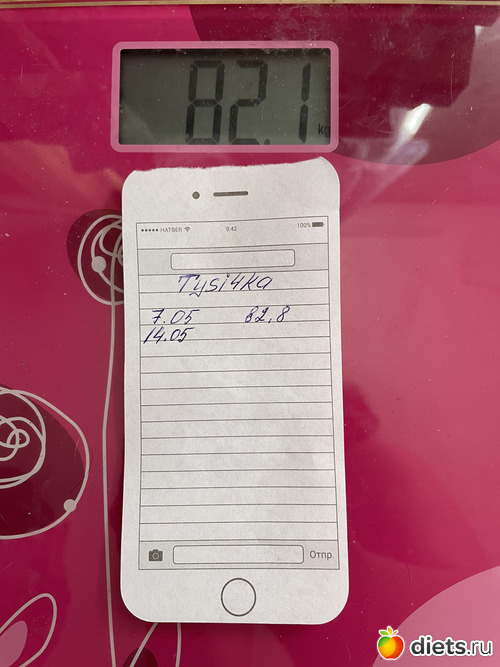 82.1 kg
HATBER 9:42 100%
Tysi4ka
7.05 82,8
14.05
Отпр.
diets.ru